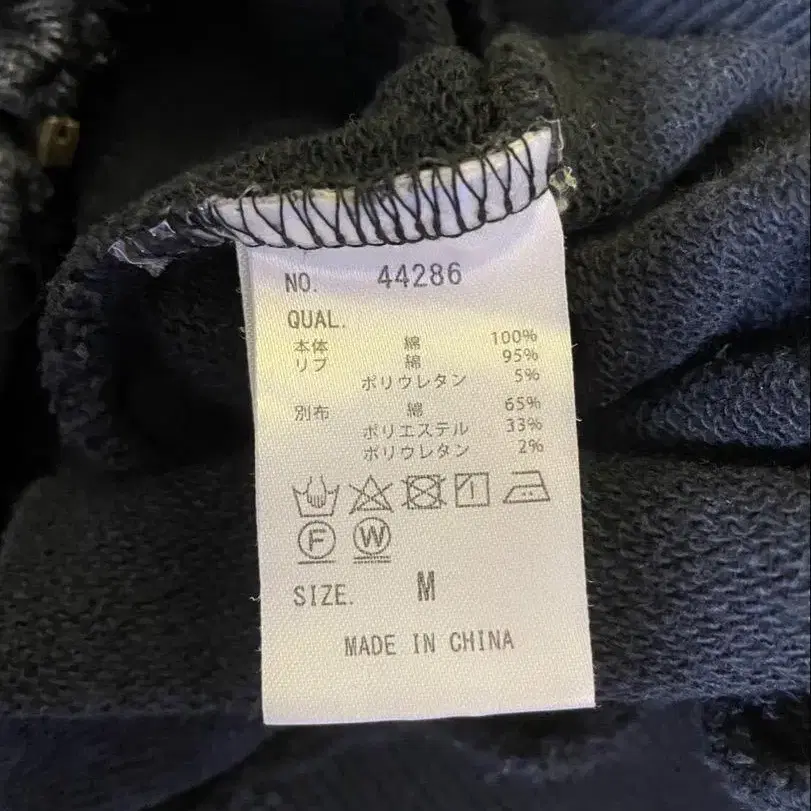 NO. 44286
QUAL.
本体 綿 100%
リブ 綿 95%
ポリウレタン 5%
別布 綿 65%
ポリエステル 33%
ポリウレタン 2%
F W
SIZE. M
MADE IN CHINA